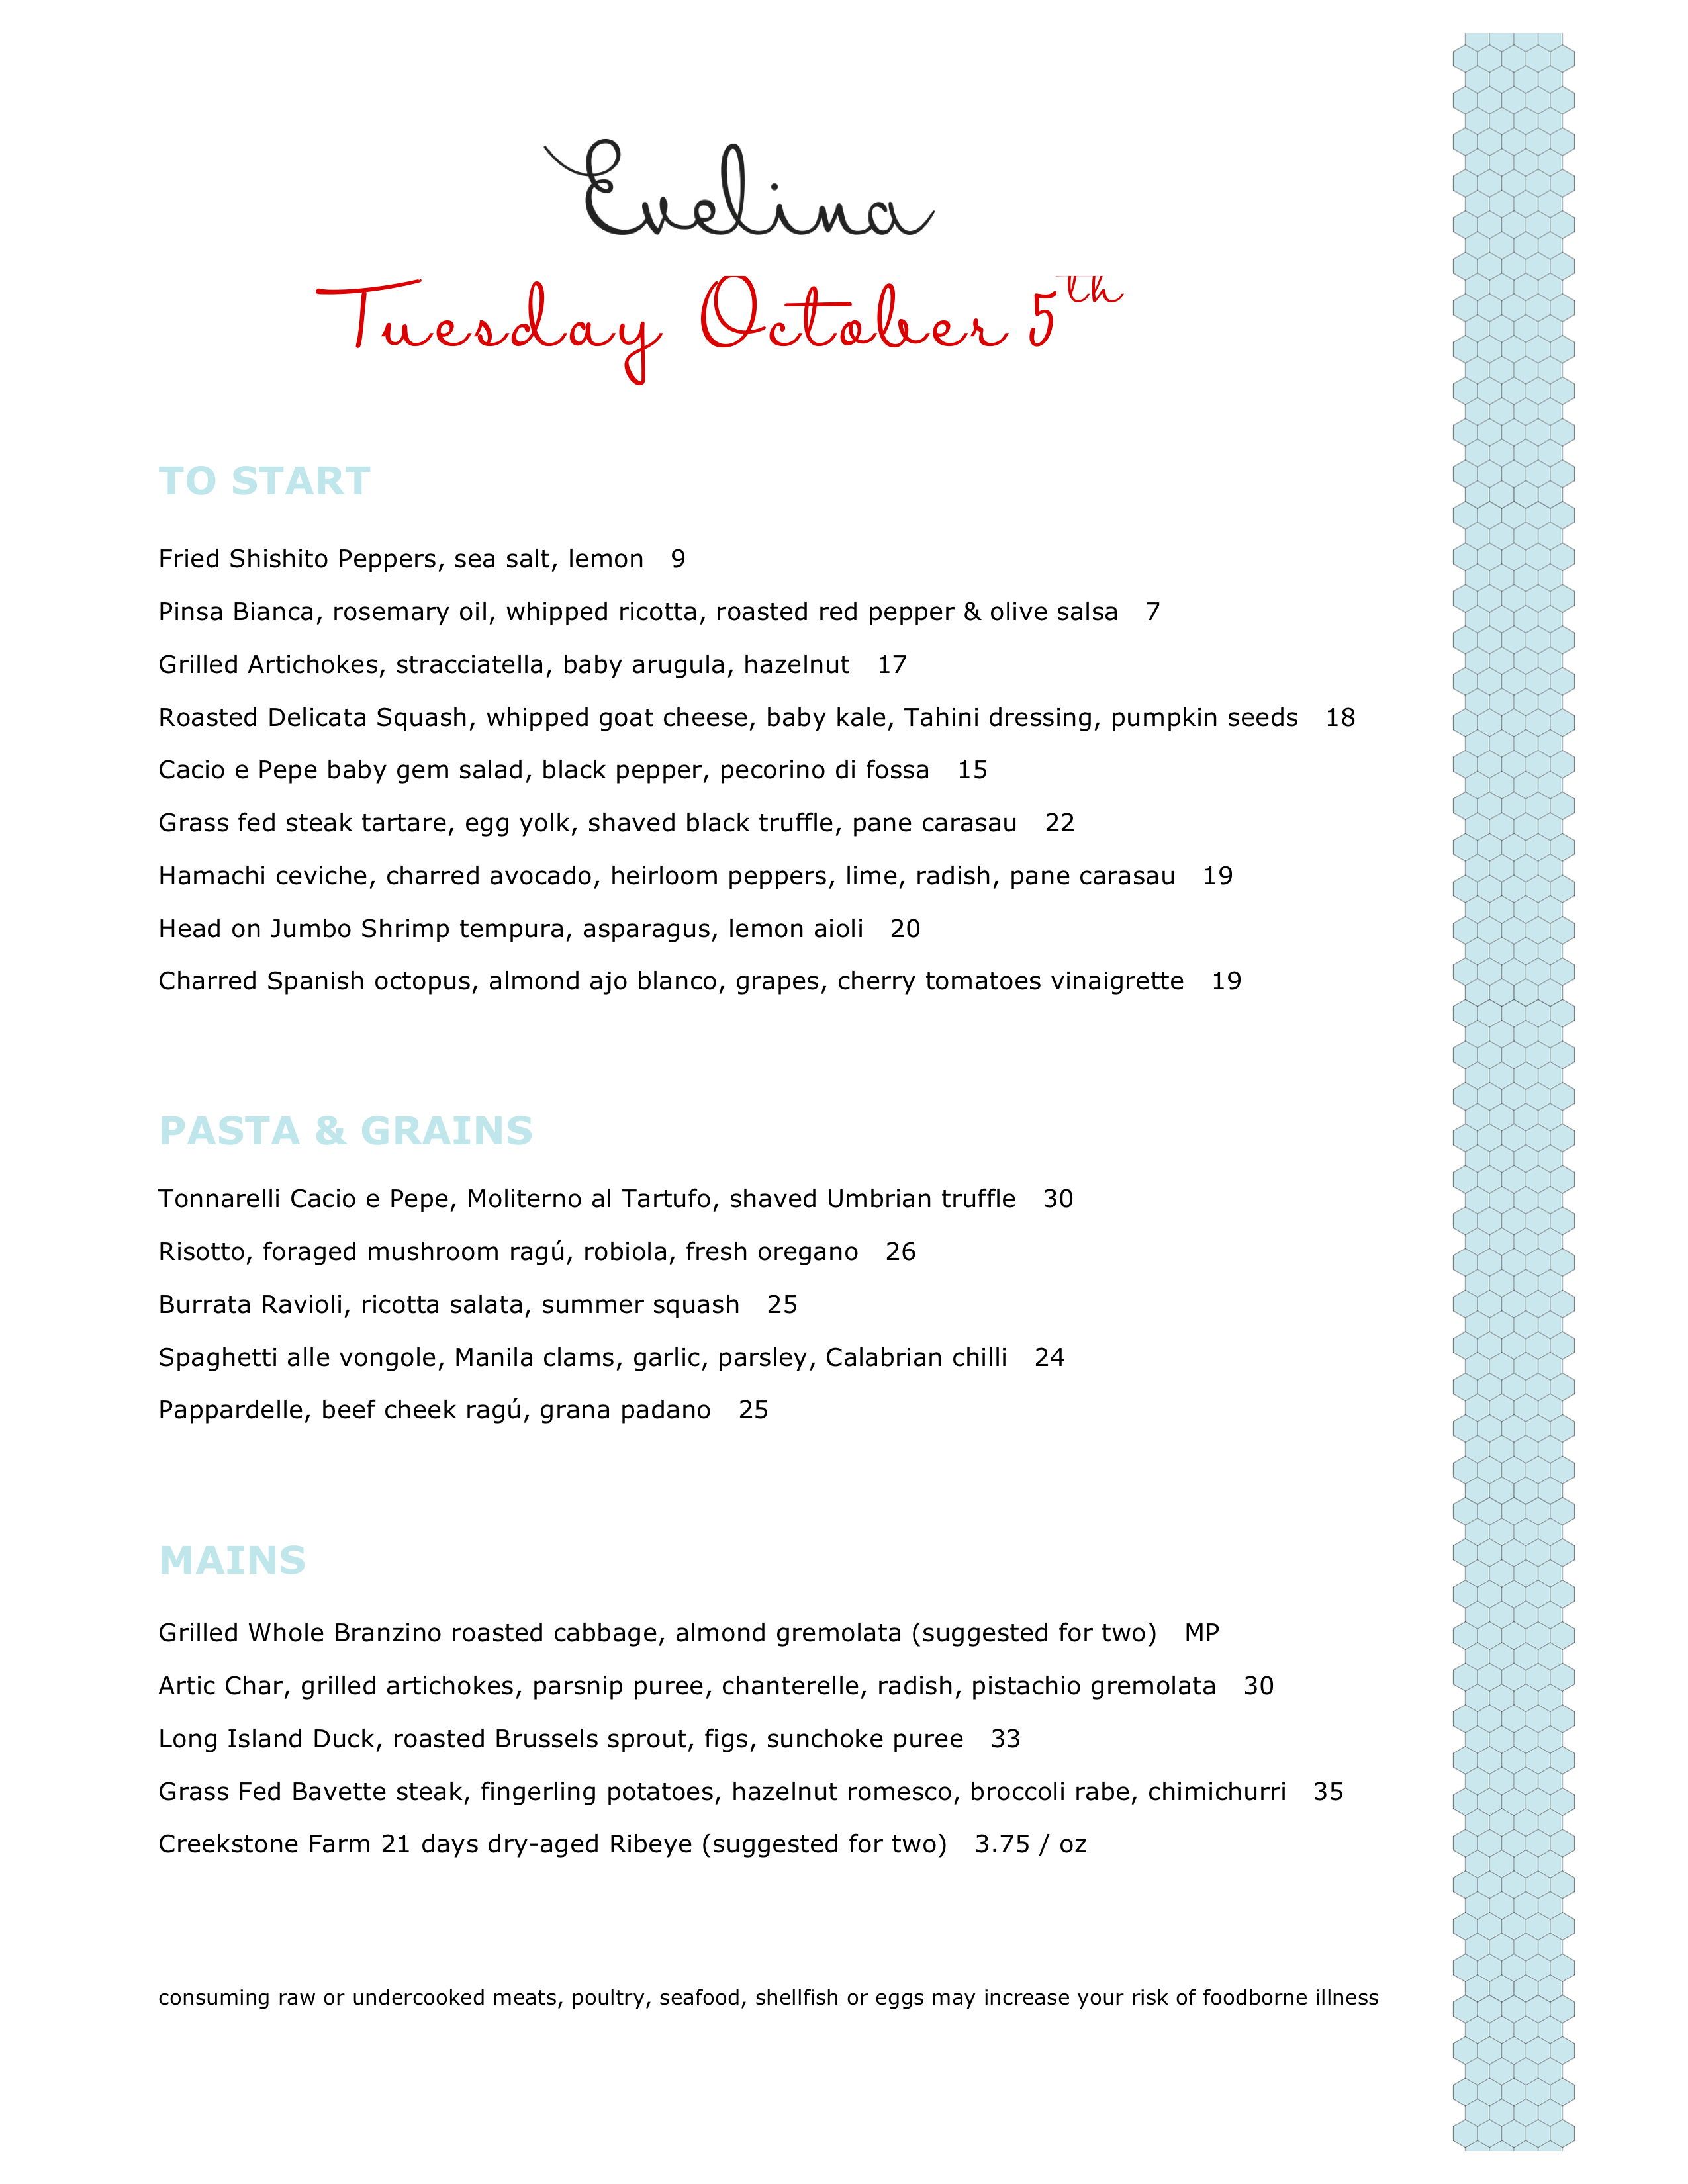 Evelina
Tuesday October 5th
TO START
Fried Shishito Peppers, sea salt, lemon 9
Pinsa Bianca, rosemary oil, whipped ricotta, roasted red pepper & olive salsa 7
Grilled Artichokes, stracciatella, baby arugula, hazelnut 17
Roasted Delicata Squash, whipped goat cheese, baby kale, Tahini dressing, pumpkin seeds 18
Cacio e Pepe baby gem salad, black pepper, pecorino di fossa 15
Grass fed steak tartare, egg yolk, shaved black truffle, pane carasau 22
Hamachi ceviche, charred avocado, heirloom peppers, lime, radish, pane carasau 19
Head on Jumbo Shrimp tempura, asparagus, lemon aioli 20
Charred Spanish octopus, almond ajo blanco, grapes, cherry tomatoes vinaigrette 19
PASTA & GRAINS
Tonnarelli Cacio e Pepe, Moliterno al Tartufo, shaved Umbrian truffle 30
Risotto, foraged mushroom ragú, robiola, fresh oregano 26
Burrata Ravioli, ricotta salata, summer squash 25
Spaghetti alle vongole, Manila clams, garlic, parsley, Calabrian chilli 24
Pappardelle, beef cheek ragú, grana padano 25
MAINS
Grilled Whole Branzino roasted cabbage, almond gremolata (suggested for two) MP
Artic Char, grilled artichokes, parsnip puree, chanterelle, radish, pistachio gremolata 30
Long Island Duck, roasted Brussels sprout, figs, sunchoke puree 33
Grass Fed Bavette steak, fingerling potatoes, hazelnut romesco, broccoli rabe, chimichurri 35
Creekstone Farm 21 days dry-aged Ribeye (suggested for two) 3.75 / oz
consuming raw or undercooked meats, poultry, seafood, shellfish or eggs may increase your risk of foodborne illness